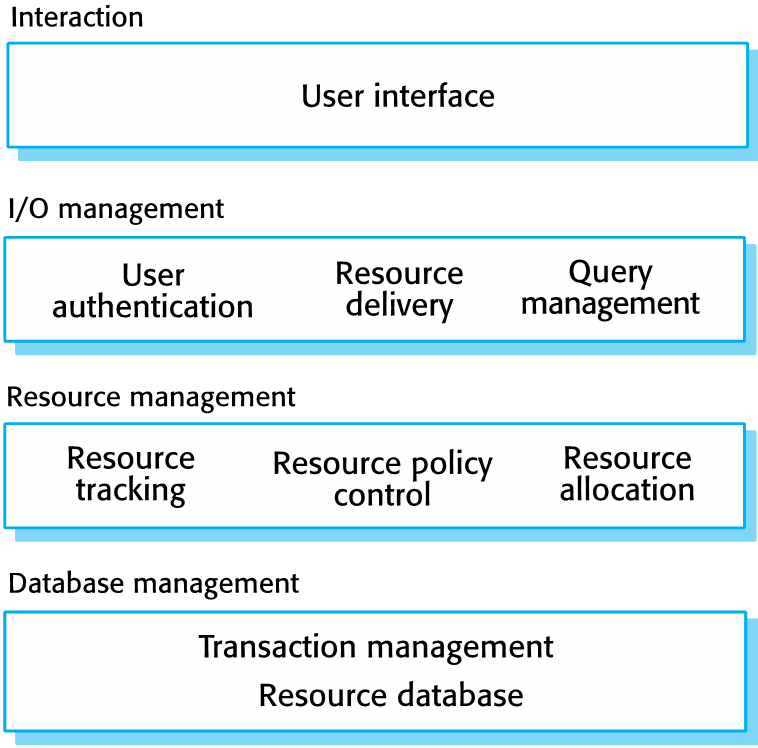 Interaction
User interface
I/O management
User
authentication
Resource
delivery
Query
management
Resource management
Resource
tracking
Resource policy
control
Resource
allocation
Database management
Transaction management
Resource database